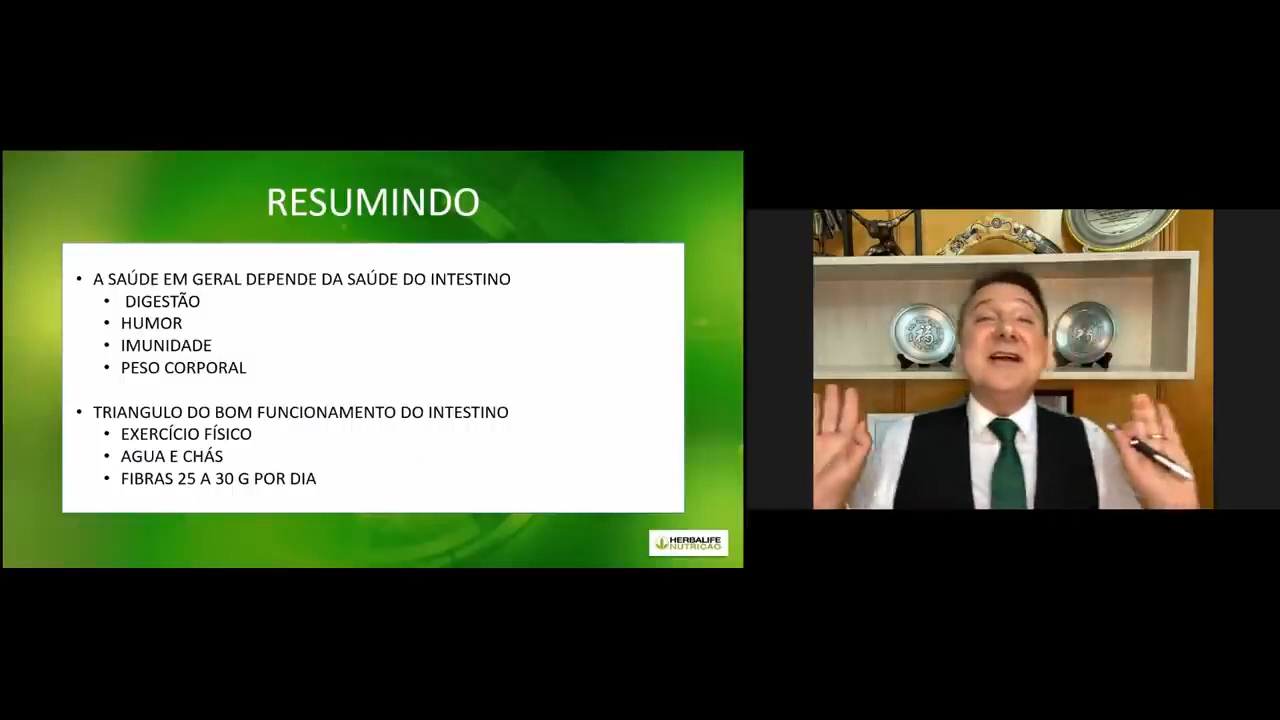 RESUMINDO
• A SAÚDE EM GERAL DEPENDE DA SAÚDE DO INTESTINO
• DIGESTÃO
• HUMOR
• IMUNIDADE
• PESO CORPORAL
• TRIANGULO DO BOM FUNCIONAMENTO DO INTESTINO
• EXERCÍCIO FÍSICO
• AGUA E CHÁS
• FIBRAS 25 A 30 G POR DIA
HERBALIFE
NUTRIÇÃO